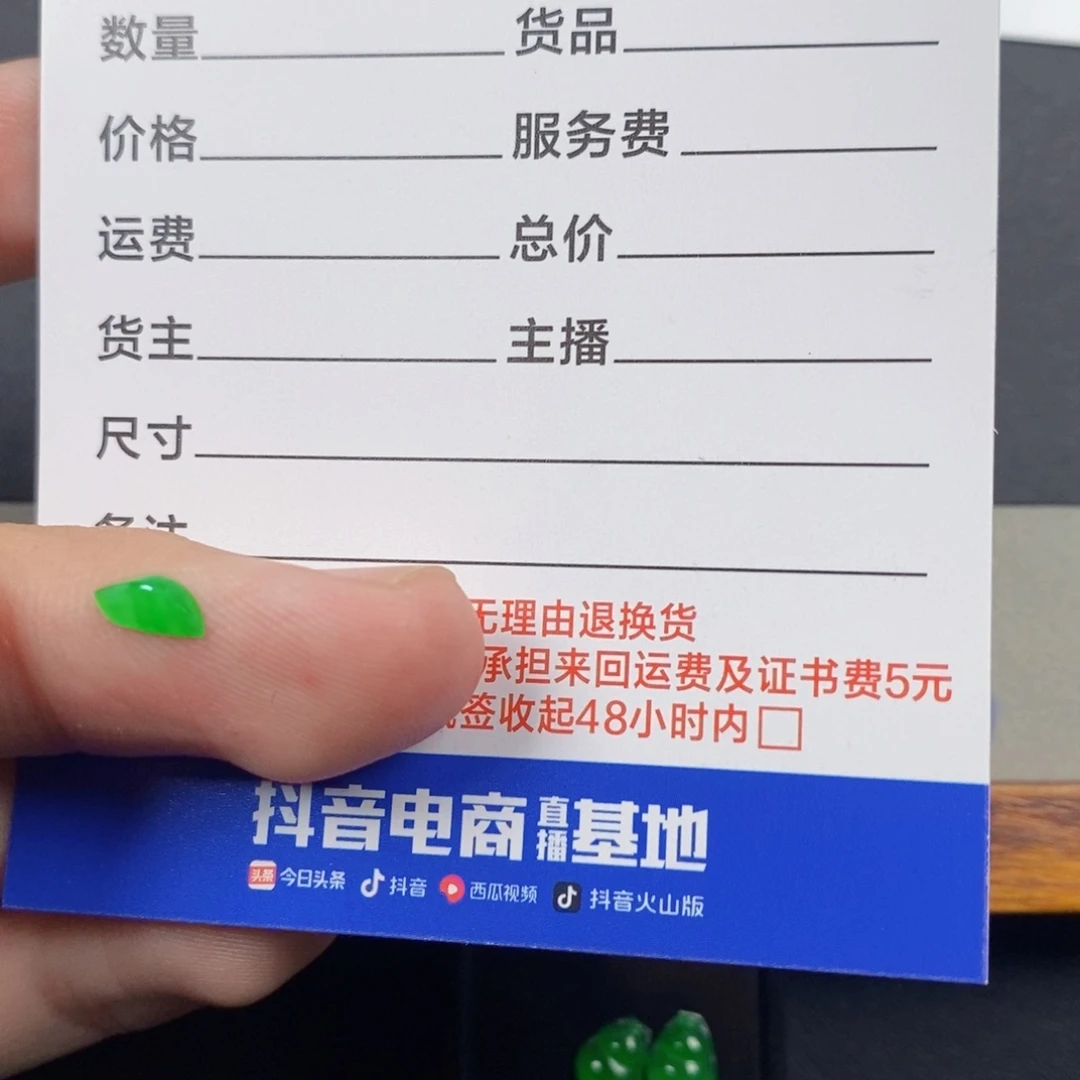 数量 货品
价格 服务费
运费 总价
货主 主播
尺寸
备注
无理由退换货
承担来回运费及证书费5元
签收起48小时内
抖音电商直播基地
头条 今日头条 抖音 西瓜视频 抖音火山版